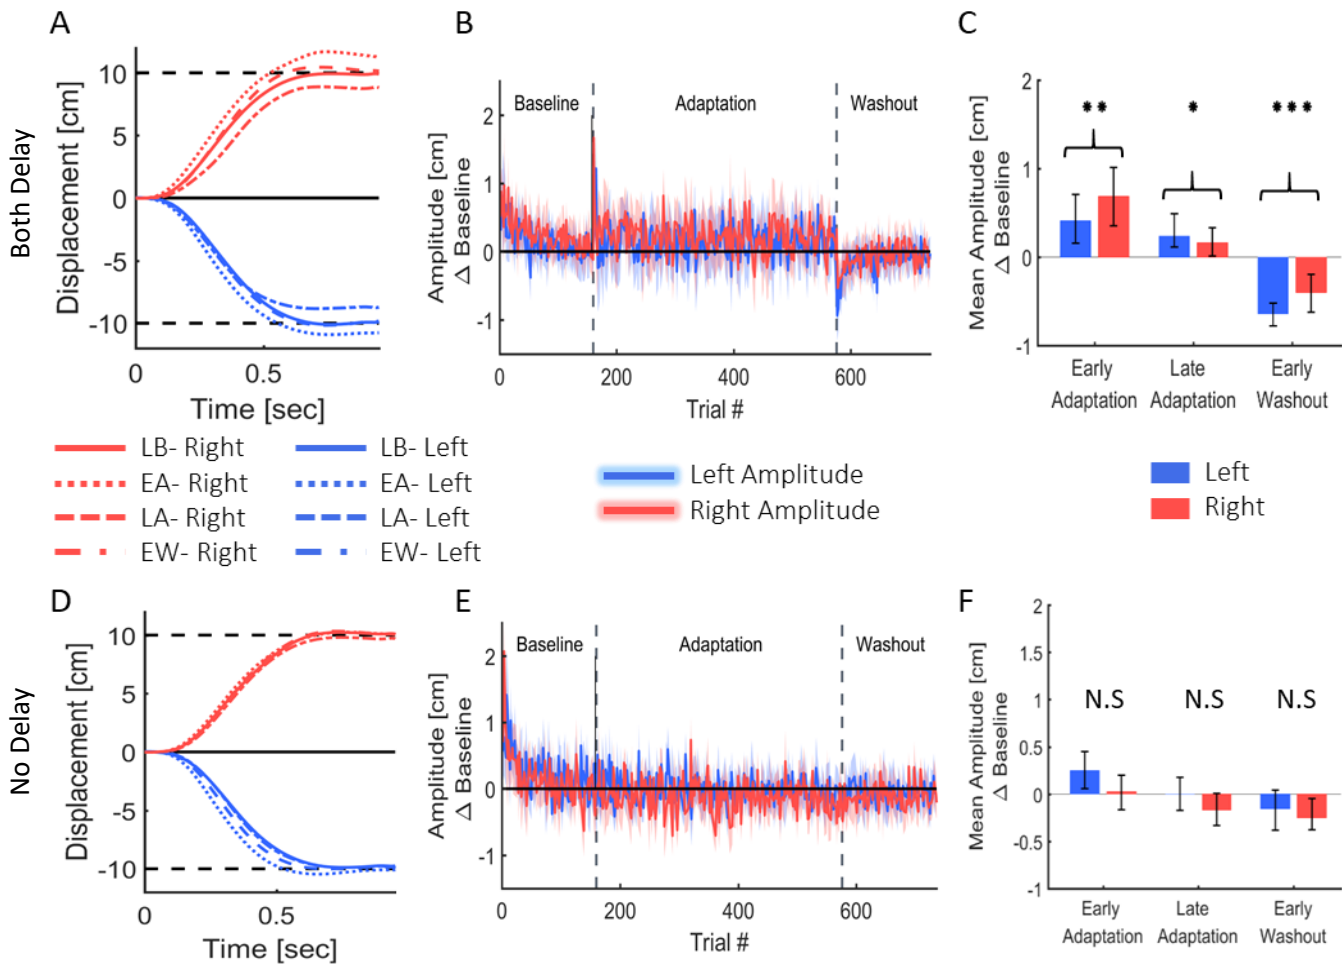 A
B
C
Both Delay
Displacement [cm]
10
5
0
-5
-10
0
0.5
Time [sec]
Amplitude [cm]
Δ Baseline
2
1
0
-1
Baseline
Adaptation
Washout
0
200
400
600
Trial #
Mean Amplitude [cm]
Δ Baseline
2
1
0
-1
**
*
***
Early
Adaptation
Late
Adaptation
Early
Washout
LB- Right
EA- Right
LA- Right
EW- Right
LB- Left
EA- Left
LA- Left
EW- Left
Left Amplitude
Right Amplitude
Left
Right
D
E
F
No Delay
Displacement [cm]
10
5
0
-5
-10
0
0.5
Time [sec]
Amplitude [cm]
Δ Baseline
2
1
0
-1
Baseline
Adaptation
Washout
0
200
400
600
Trial #
Mean Amplitude [cm]
Δ Baseline
2
1.5
1
0.5
0
-0.5
-1
N.S
N.S
N.S
Early
Adaptation
Late
Adaptation
Early
Washout